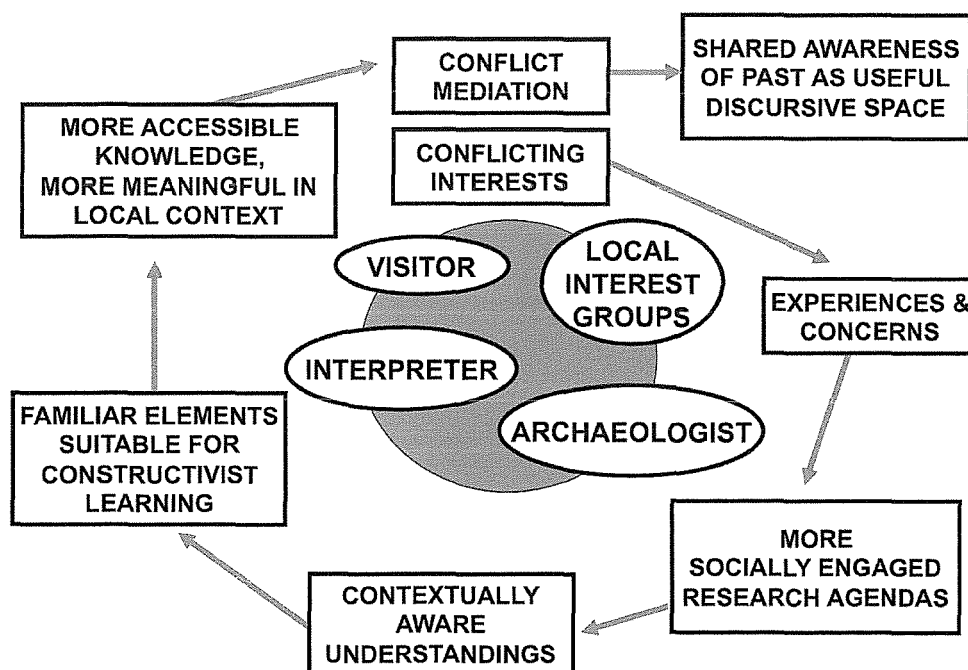 CONFLICT
MEDIATION
SHARED AWARENESS
OF PAST AS USEFUL
DISCURSIVE SPACE
MORE ACCESSIBLE
KNOWLEDGE,
MORE MEANINGFUL IN
LOCAL CONTEXT
CONFLICTING
INTERESTS
VISITOR
LOCAL
INTEREST
GROUPS
EXPERIENCES &
CONCERNS
INTERPRETER
ARCHAEOLOGIST
FAMILIAR ELEMENTS
SUITABLE FOR
CONSTRUCTIVIST
LEARNING
MORE
SOCIALLY ENGAGED
RESEARCH AGENDAS
CONTEXTUALLY
AWARE
UNDERSTANDINGS